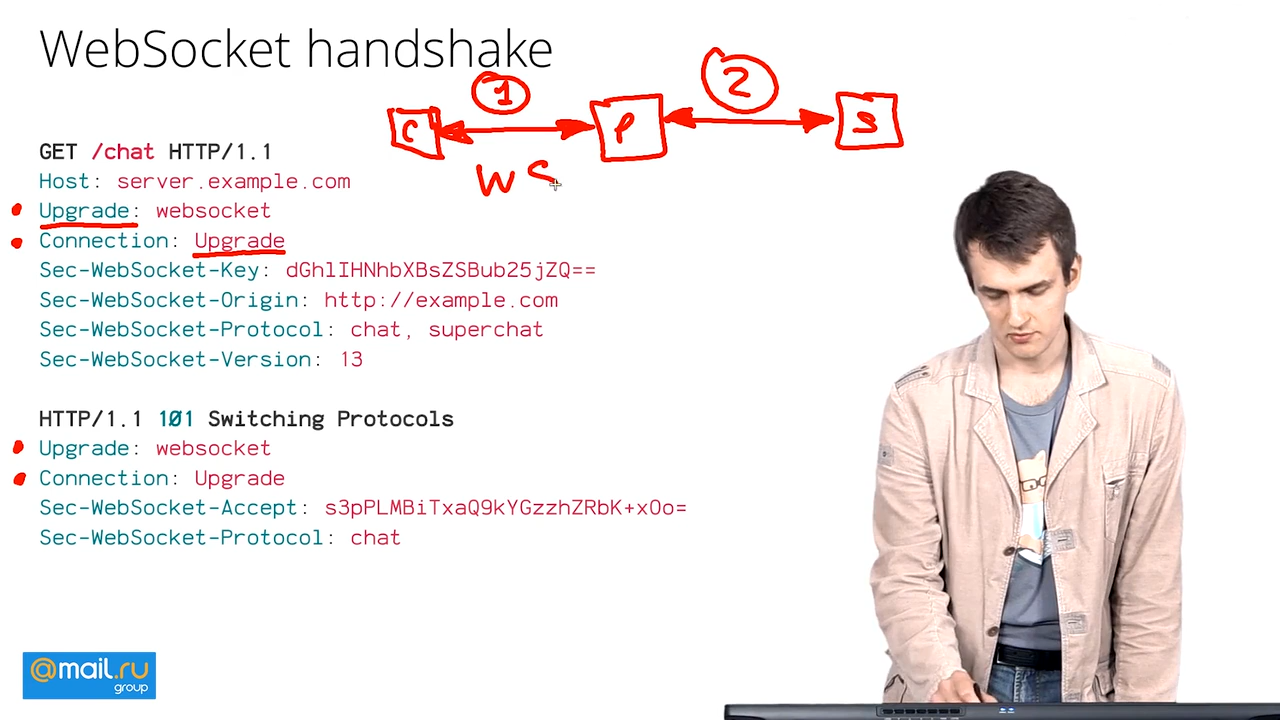 WebSocket handshake
1
2
C
P
S
WS
GET /chat HTTP/1.1
Host: server.example.com
Upgrade: websocket
Connection: Upgrade
Sec-WebSocket-Key: dGhlIHNhbXBsZSBub25jZQ==
Sec-WebSocket-Origin: http://example.com
Sec-WebSocket-Protocol: chat, superchat
Sec-WebSocket-Version: 13
HTTP/1.1 101 Switching Protocols
Upgrade: websocket
Connection: Upgrade
Sec-WebSocket-Accept: s3pPLMBiTxaQ9kYGzzhZRbK+xOo=
Sec-WebSocket-Protocol: chat
@mail.ru
group